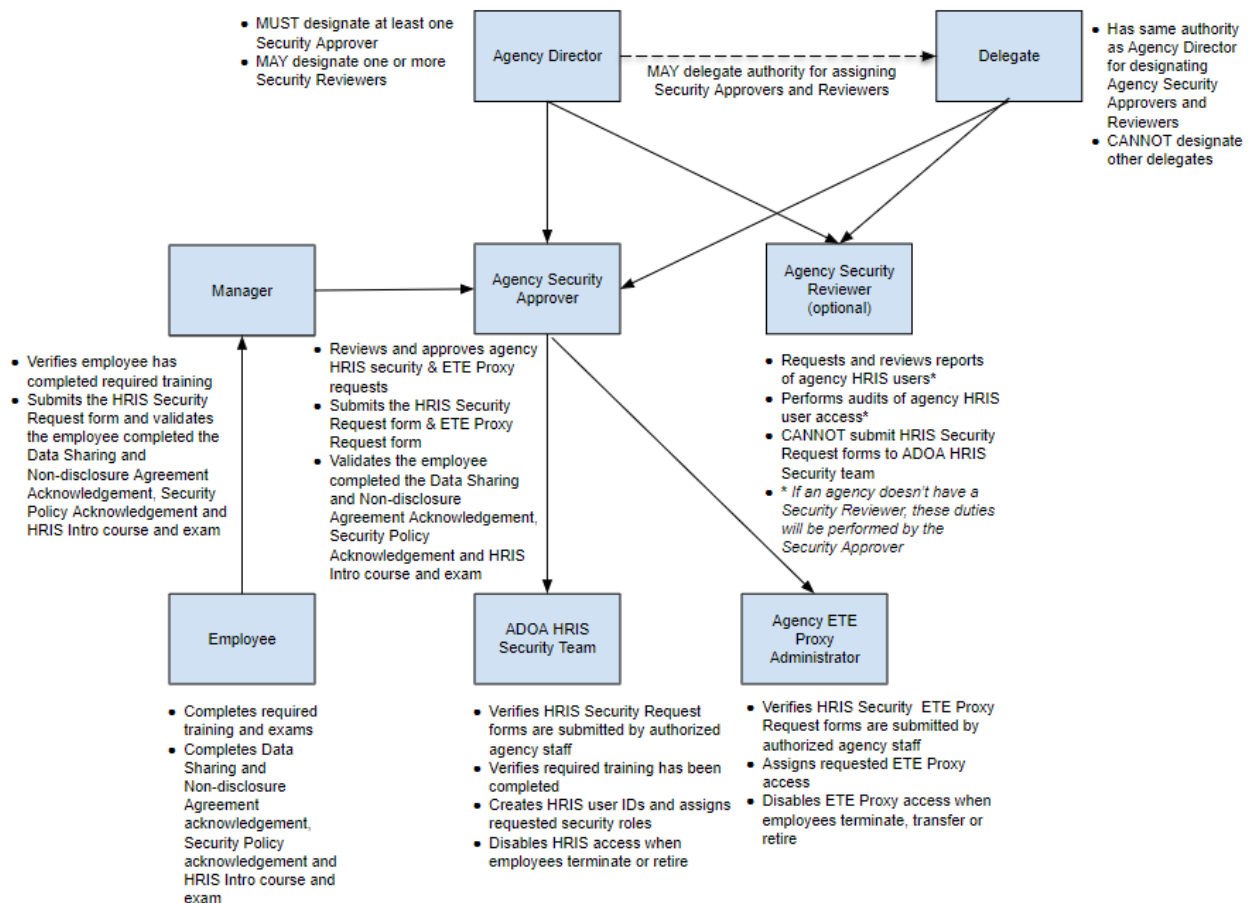 ● MUST designate at least one
Security Approver
● MAY designate one or more
Security Reviewers
Agency Director
MAY delegate authority for assigning
Security Approvers and Reviewers
Delegate
● Has same authority
as Agency Director
for designating
Agency Security
Approvers and
Reviewers
● CANNOT designate
other delegates
Manager
● Verifies employee has
completed required training
● Submits the HRIS Security
Request form and validates
the employee completed the
Data Sharing and
Non-disclosure Agreement
Acknowledgement, Security
Policy Acknowledgement and
HRIS Intro course and exam
Agency Security
Approver
● Reviews and approves agency
HRIS security & ETE Proxy
requests
● Submits the HRIS Security
Request form & ETE Proxy
Request form
● Validates the employee
completed the Data Sharing
and Non-disclosure
Agreement Acknowledgement,
Security Policy
Acknowledgement and HRIS
Intro course and exam
Agency Security
Reviewer
(optional)
● Requests and reviews reports
of agency HRIS users*
● Performs audits of agency HRIS
user access*
● CANNOT submit HRIS Security
Request forms to ADOA HRIS
Security team
● * If an agency doesn't have a
Security Reviewer, these duties
will be performed by the
Security Approver
Employee
● Completes required
training and exams
● Completes Data
Sharing and
Non-disclosure
Agreement
acknowledgement,
Security Policy
acknowledgement and
HRIS Intro course and
exam
ADOA HRIS
Security Team
● Verifies HRIS Security Request
forms are submitted by authorized
agency staff
● Verifies required training has been
completed
● Creates HRIS user IDs and assigns
requested security roles
● Disables HRIS access when
employees terminate or retire
Agency ETE
Proxy
Administrator
● Verifies HRIS Security ETE Proxy
Request forms are submitted by
authorized agency staff
● Assigns requested ETE Proxy
access
● Disables ETE Proxy access when
employees terminate, transfer or
retire